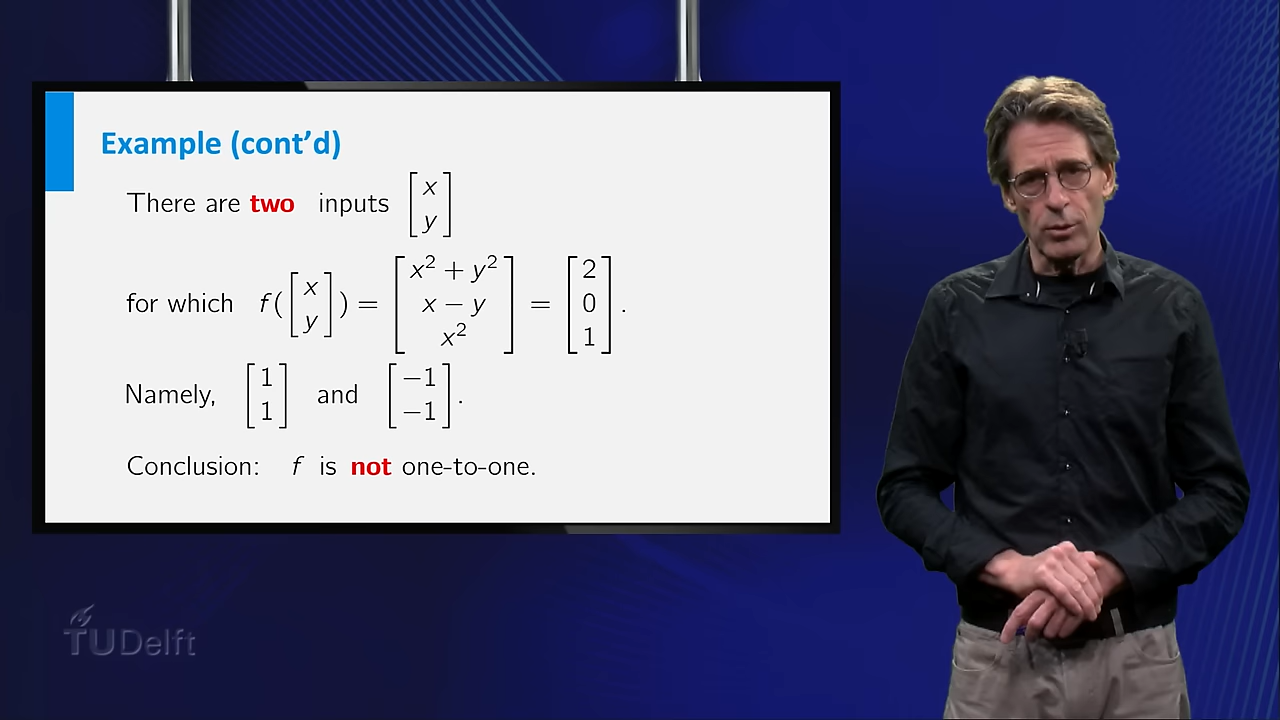 Example (cont’d)
There are two inputs [x y]
for which f([x y]) = [x² + y² x − y x²] = [2 0 1].
Namely, [1 1] and [−1 −1].
Conclusion: f is not one-to-one.
TUDelft